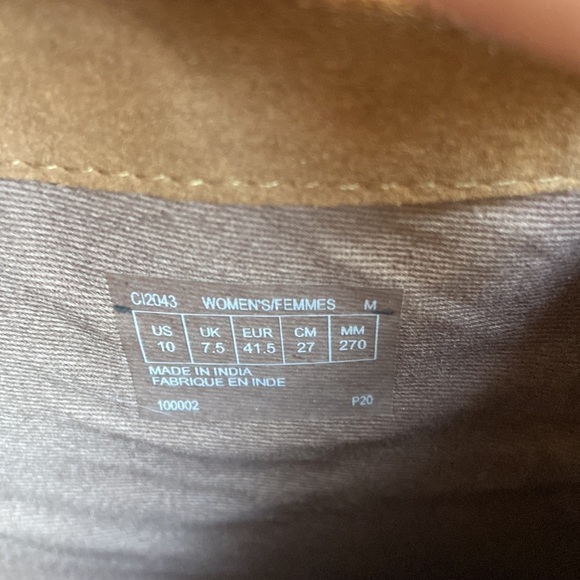 CI2043 WOMEN'S/FEMMES M
US UK EUR CM MM
10 7.5 41.5 27 270
MADE IN INDIA
FABRIQUE EN INDE
100002 P20